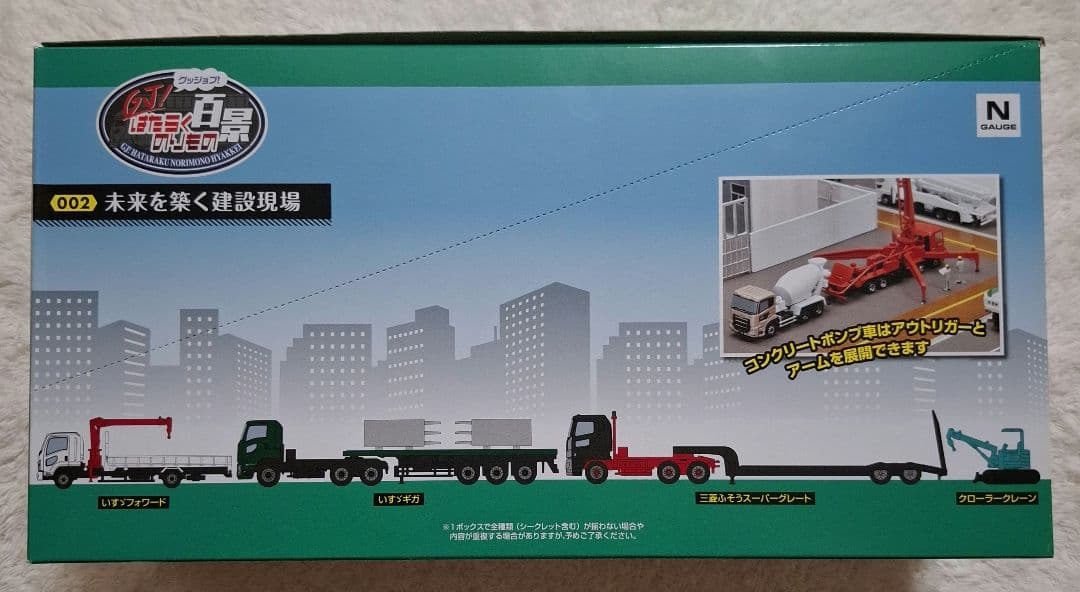 グッジョブ!
GJ!
はたらく
のりもの
百景
GJ! HATARAKU NORIMONO HYAKKEI
N
GAUGE
002 未来を築く建設現場
コンクリートポンプ車はアウトリガーと
アームを展開できます
いすゞフォワード
いすゞギガ
三菱ふそうスーパーグレート
クローラークレーン
※1ボックスで全種類(シークレット含む)が揃わない場合や
内容が重複する場合がありますが、予めご了承ください。